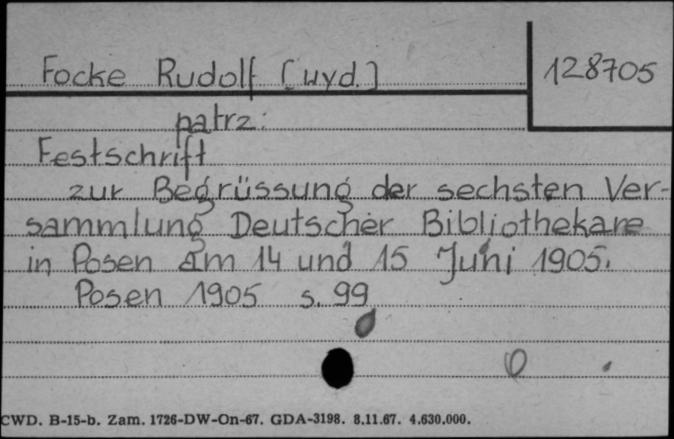 Focke Rudolf [wyd.]
128705
patrz:
Festschrift
zur Begrüssung der sechsten Ver-
sammlung Deutscher Bibliothekare
in Posen am 14 und 15 Juni 1905.
Posen 1905 s. 99
CWD. B-15-b. Zam. 1726-DW-On-67. GDA-3198. 8.11.67. 4.630.000.